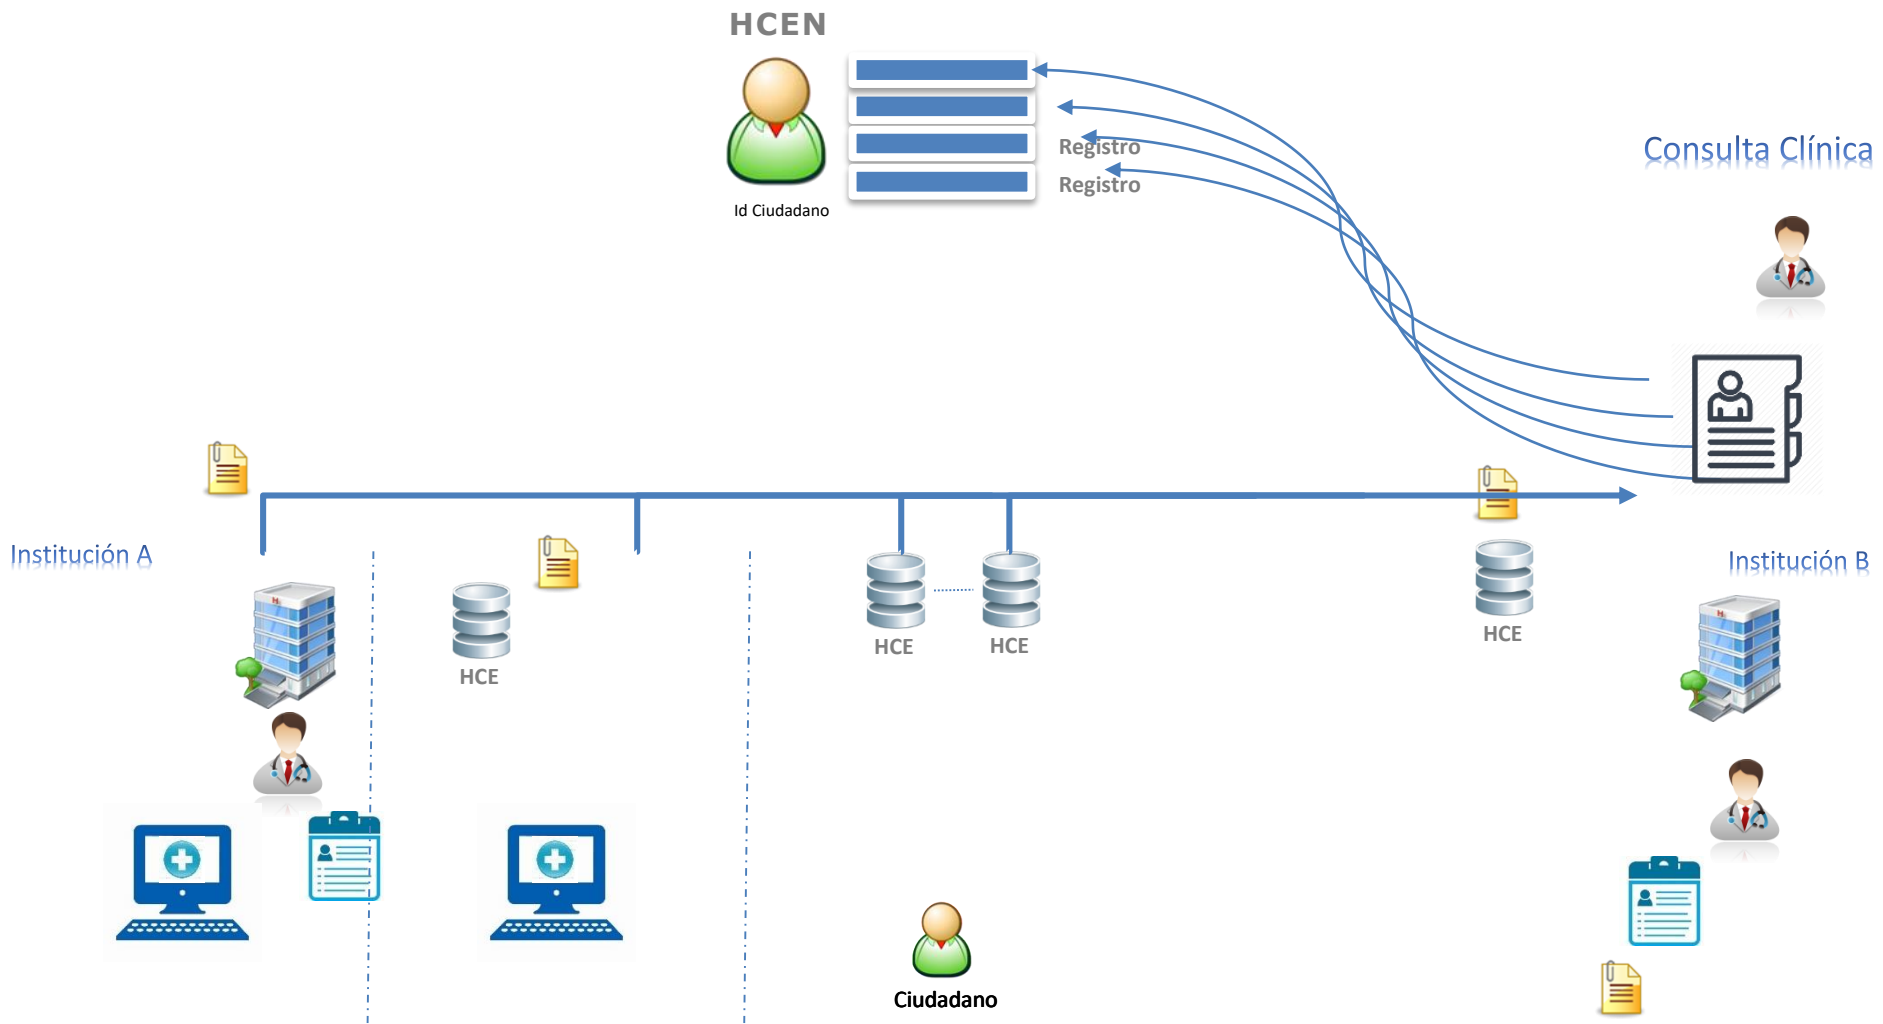 HCEN
Registro
Registro
Id Ciudadano
Consulta Clínica
Institución A
Institución B
HCE
HCE
HCE
HCE
Ciudadano